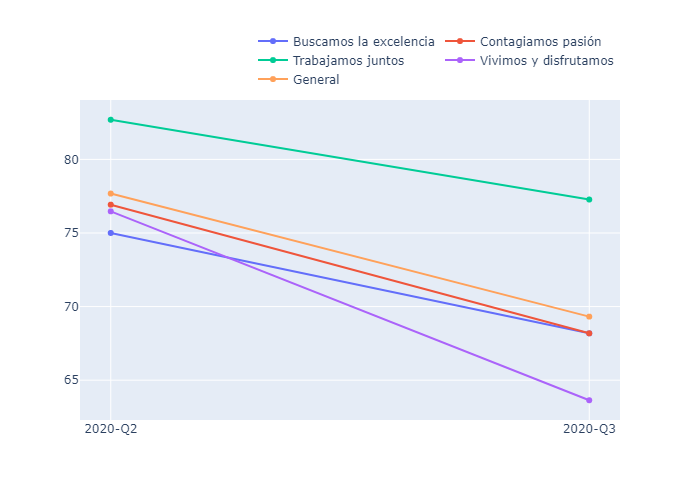 Buscamos la excelencia Contagiamos pasión
Trabajamos juntos Vivimos y disfrutamos
General
80
75
70
65
2020-Q2 2020-Q3